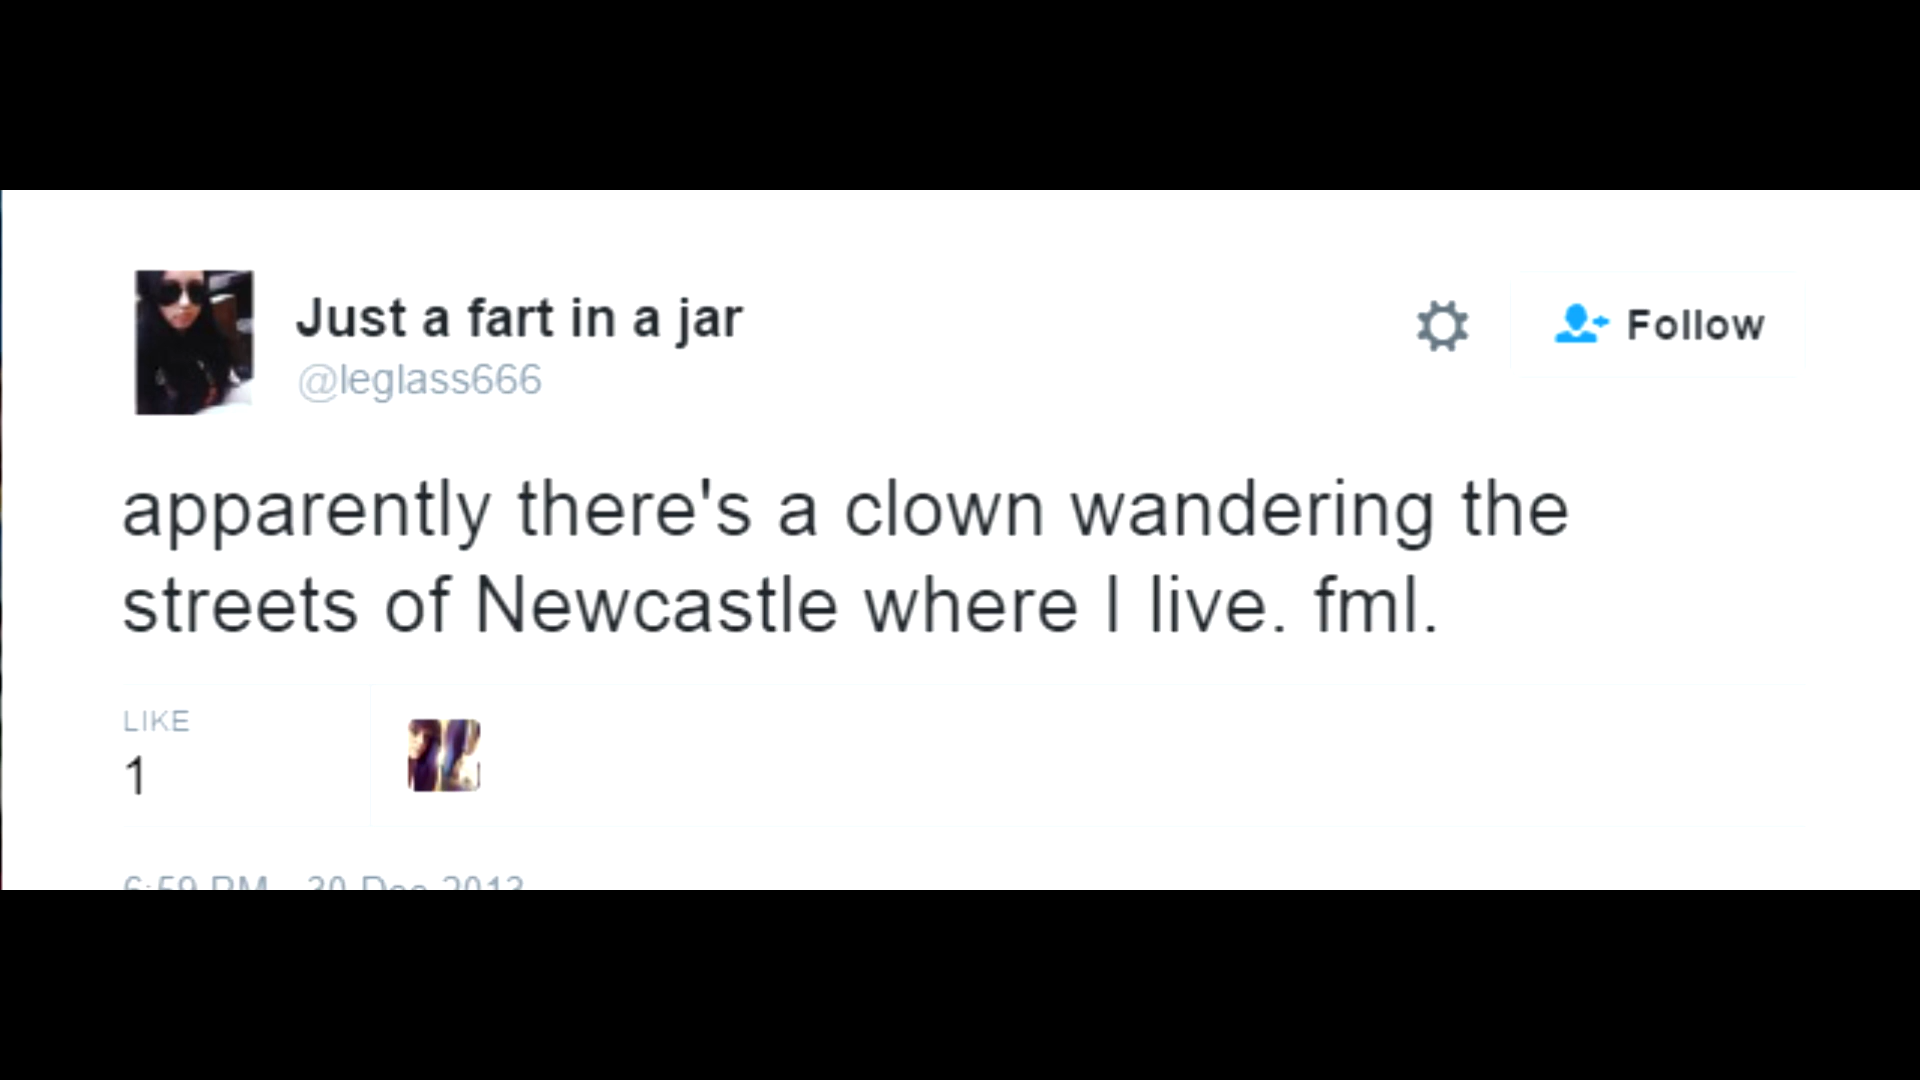 Just a fart in a jar
@leglass666
Follow
apparently there's a clown wandering the
streets of Newcastle where I live. fml.
LIKE
1
6:59 PM - 30 Dec 2013